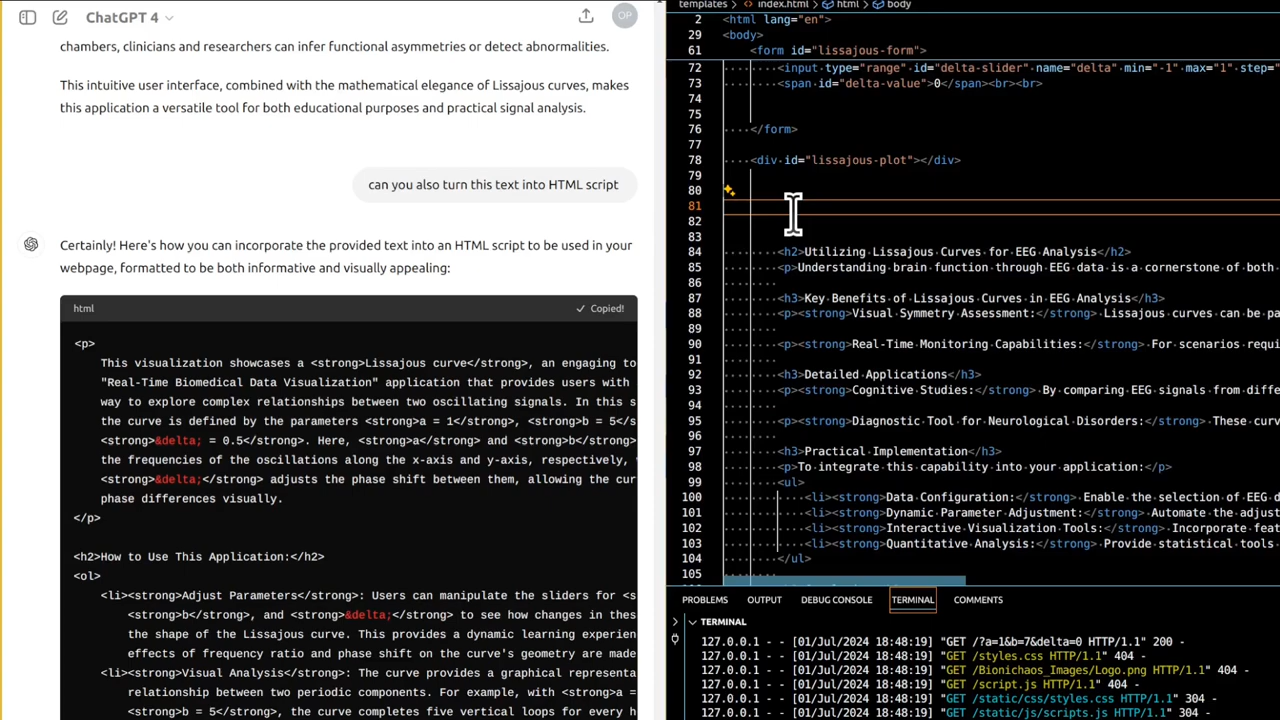 ChatGPT 4
OP
chambers, clinicians and researchers can infer functional asymmetries or detect abnormalities.
This intuitive user interface, combined with the mathematical elegance of Lissajous curves, makes
this application a versatile tool for both educational purposes and practical signal analysis.
can you also turn this text into HTML script
Certainly! Here's how you can incorporate the provided text into an HTML script to be used in your
webpage, formatted to be both informative and visually appealing:
html
Copied!
<p>
This visualization showcases a <strong>Lissajous curve</strong>, an engaging to
"Real-Time Biomedical Data Visualization" application that provides users with
way to explore complex relationships between two oscillating signals. In this s
the curve is defined by the parameters <strong>a = 1</strong>, <strong>b = 5</s
<strong>&delta; = 0.5</strong>. Here, <strong>a</strong> and <strong>b</strong>
the frequencies of the oscillations along the x-axis and y-axis, respectively,
<strong>&delta;</strong> adjusts the phase shift between them, allowing the cur
phase differences visually.
</p>
<h2>How to Use This Application:</h2>
<ol>
<li><strong>Adjust Parameters</strong>: Users can manipulate the sliders for <s
<strong>b</strong>, and <strong>&delta;</strong> to see how changes in thes
the shape of the Lissajous curve. This provides a dynamic learning experien
effects of frequency ratio and phase shift on the curve's geometry are made
<li><strong>Visual Analysis</strong>: The curve provides a graphical representa
relationship between two periodic components. For example, with <strong>a =
<strong>b = 5</strong>, the curve completes five vertical loops for every h
templates > index.html > html > body
2 <html lang="en">
29 <body>
61 <form id="lissajous-form">
72 <input type="range" id="delta-slider" name="delta" min="-1" max="1" step="
73 <span id="delta-value">0</span><br><br>
74
75
76 </form>
77
78 <div id="lissajous-plot"></div>
79
80
81
82
83
84 <h2>Utilizing Lissajous Curves for EEG Analysis</h2>
85 <p>Understanding brain function through EEG data is a cornerstone of both
86
87 <h3>Key Benefits of Lissajous Curves in EEG Analysis</h3>
88 <p><strong>Visual Symmetry Assessment:</strong> Lissajous curves can be pa
89
90 <p><strong>Real-Time Monitoring Capabilities:</strong> For scenarios requi
91
92 <h3>Detailed Applications</h3>
93 <p><strong>Cognitive Studies:</strong> By comparing EEG signals from diffe
94
95 <p><strong>Diagnostic Tool for Neurological Disorders:</strong> These curv
96
97 <h3>Practical Implementation</h3>
98 <p>To integrate this capability into your application:</p>
99 <ul>
100 <li><strong>Data Configuration:</strong> Enable the selection of EEG d
101 <li><strong>Dynamic Parameter Adjustment:</strong> Automate the adjust
102 <li><strong>Interactive Visualization Tools:</strong> Incorporate feat
103 <li><strong>Quantitative Analysis:</strong> Provide statistical tools
104 </ul>
105
PROBLEMS OUTPUT DEBUG CONSOLE TERMINAL COMMENTS
TERMINAL
127.0.0.1 - - [01/Jul/2024 18:48:19] "GET /?a=1&b=7&delta=0 HTTP/1.1" 200 -
127.0.0.1 - - [01/Jul/2024 18:48:19] "GET /styles.css HTTP/1.1" 404 -
127.0.0.1 - - [01/Jul/2024 18:48:19] "GET /Bionichaos_Images/Logo.png HTTP/1.1" 404 -
127.0.0.1 - - [01/Jul/2024 18:48:19] "GET /script.js HTTP/1.1" 404 -
127.0.0.1 - - [01/Jul/2024 18:48:19] "GET /static/css/styles.css HTTP/1.1" 304 -
127.0.0.1 - - [01/Jul/2024 18:48:19] "GET /static/js/scripts.js HTTP/1.1" 304 -